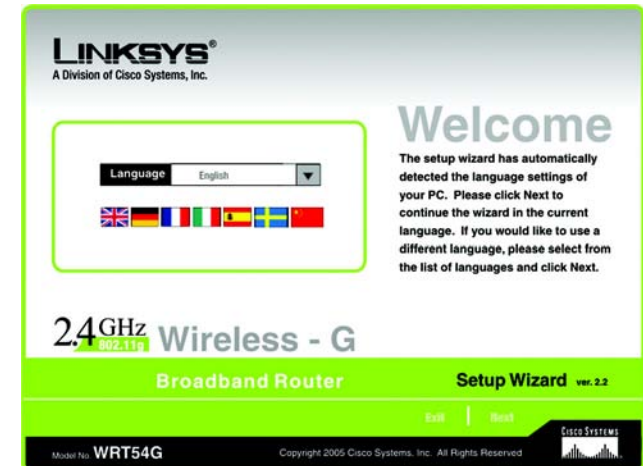 LINKSYS®
A Division of Cisco Systems, Inc.
Welcome
The setup wizard has automatically
detected the language settings of
your PC. Please click Next to
continue the wizard in the current
language. If you would like to use a
different language, please select from
the list of languages and click Next.
Language English
2.4GHz
802.11g
Wireless - G
Broadband Router
Setup Wizard ver. 2.2
Exit Next
CISCO SYSTEMS
Model No. WRT54G
Copyright 2005 Cisco Systems, Inc. All Rights Reserved